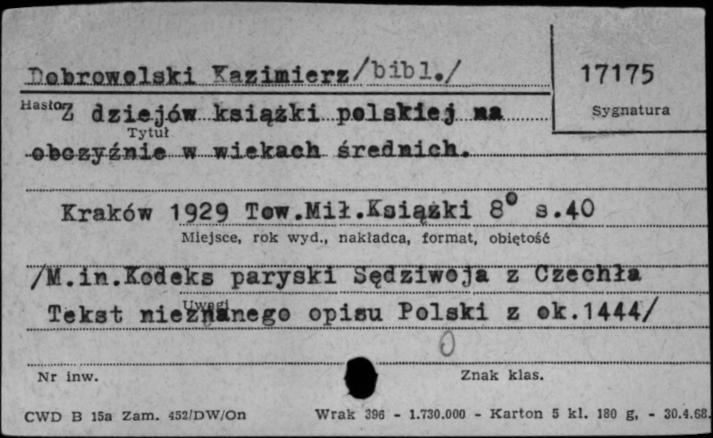 Dobrowolski Kazimierz/bibl./
17175
Hasło
Sygnatura
Z dziejów książki polskiej na
Tytuł
obczyźnie w wiekach średnich.
Kraków 1929 Tow.Mił.Książki 8° s.40
Miejsce, rok wyd., nakładca, format, objętość
/M.in.Kodeks paryski Sędziwoja z Czechła
Uwagi
Tekst nieznanego opisu Polski z ok.1444/
0
Nr inw.
Znak klas.
CWD B 15a Zam. 452/DW/On
Wrak 396 - 1.730.000 - Karton 5 kl. 180 g, - 30.4.68.